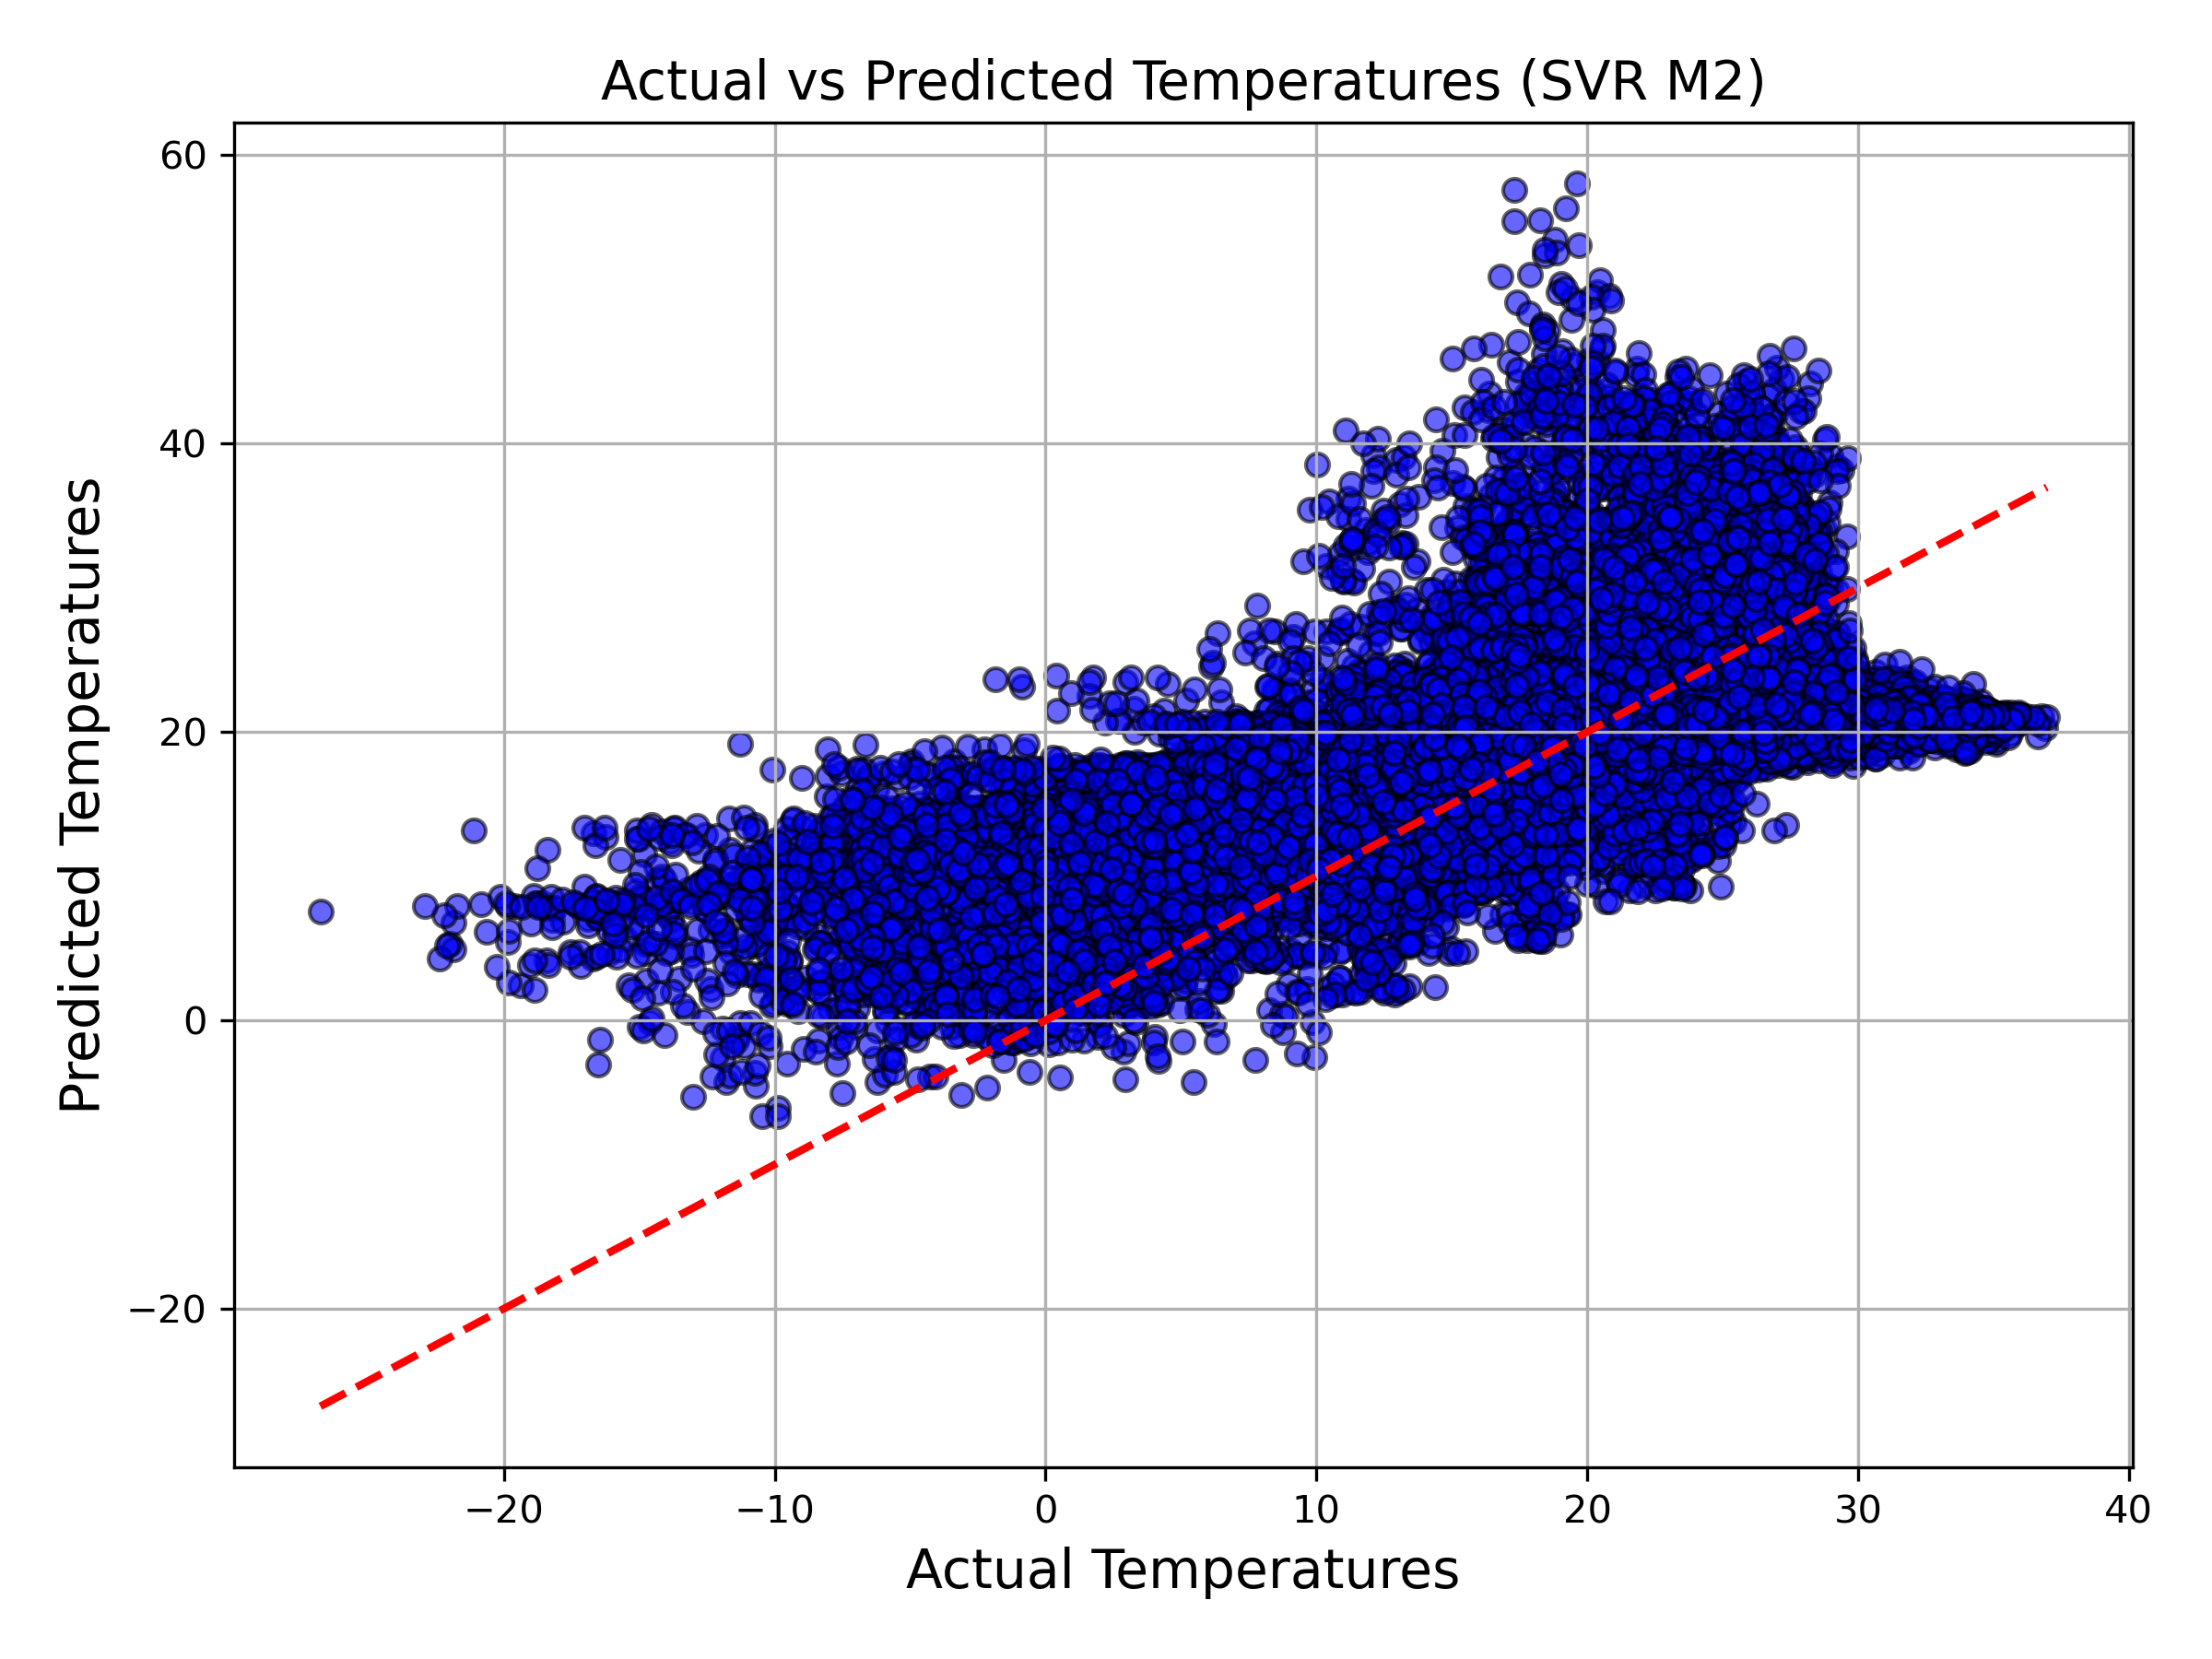 Actual vs Predicted Temperatures (SVR M2)
60
40
20
0
−20
Predicted Temperatures
−20 −10 0 10 20 30 40
Actual Temperatures